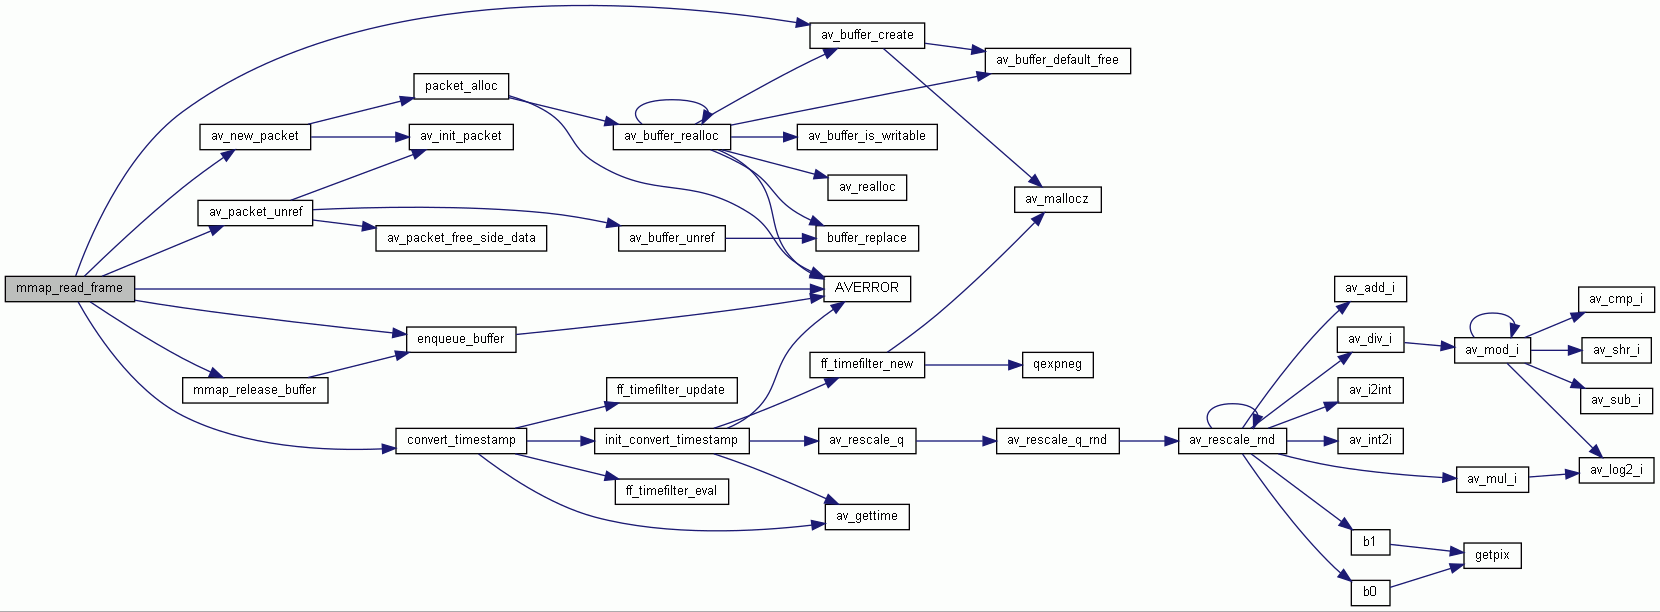 av_buffer_create
av_buffer_default_free
packet_alloc
av_new_packet
av_init_packet
av_buffer_realloc
av_buffer_is_writable
av_realloc
av_mallocz
av_packet_unref
av_packet_free_side_data
av_buffer_unref
buffer_replace
mmap_read_frame
AVERROR
av_add_i
av_cmp_i
enqueue_buffer
av_div_i
av_mod_i
av_shr_i
ff_timefilter_new
qexpneg
mmap_release_buffer
ff_timefilter_update
av_i2int
av_sub_i
convert_timestamp
init_convert_timestamp
av_rescale_q
av_rescale_q_rnd
av_rescale_rnd
av_int2i
av_log2_i
av_mul_i
ff_timefilter_eval
av_gettime
b1
getpix
b0